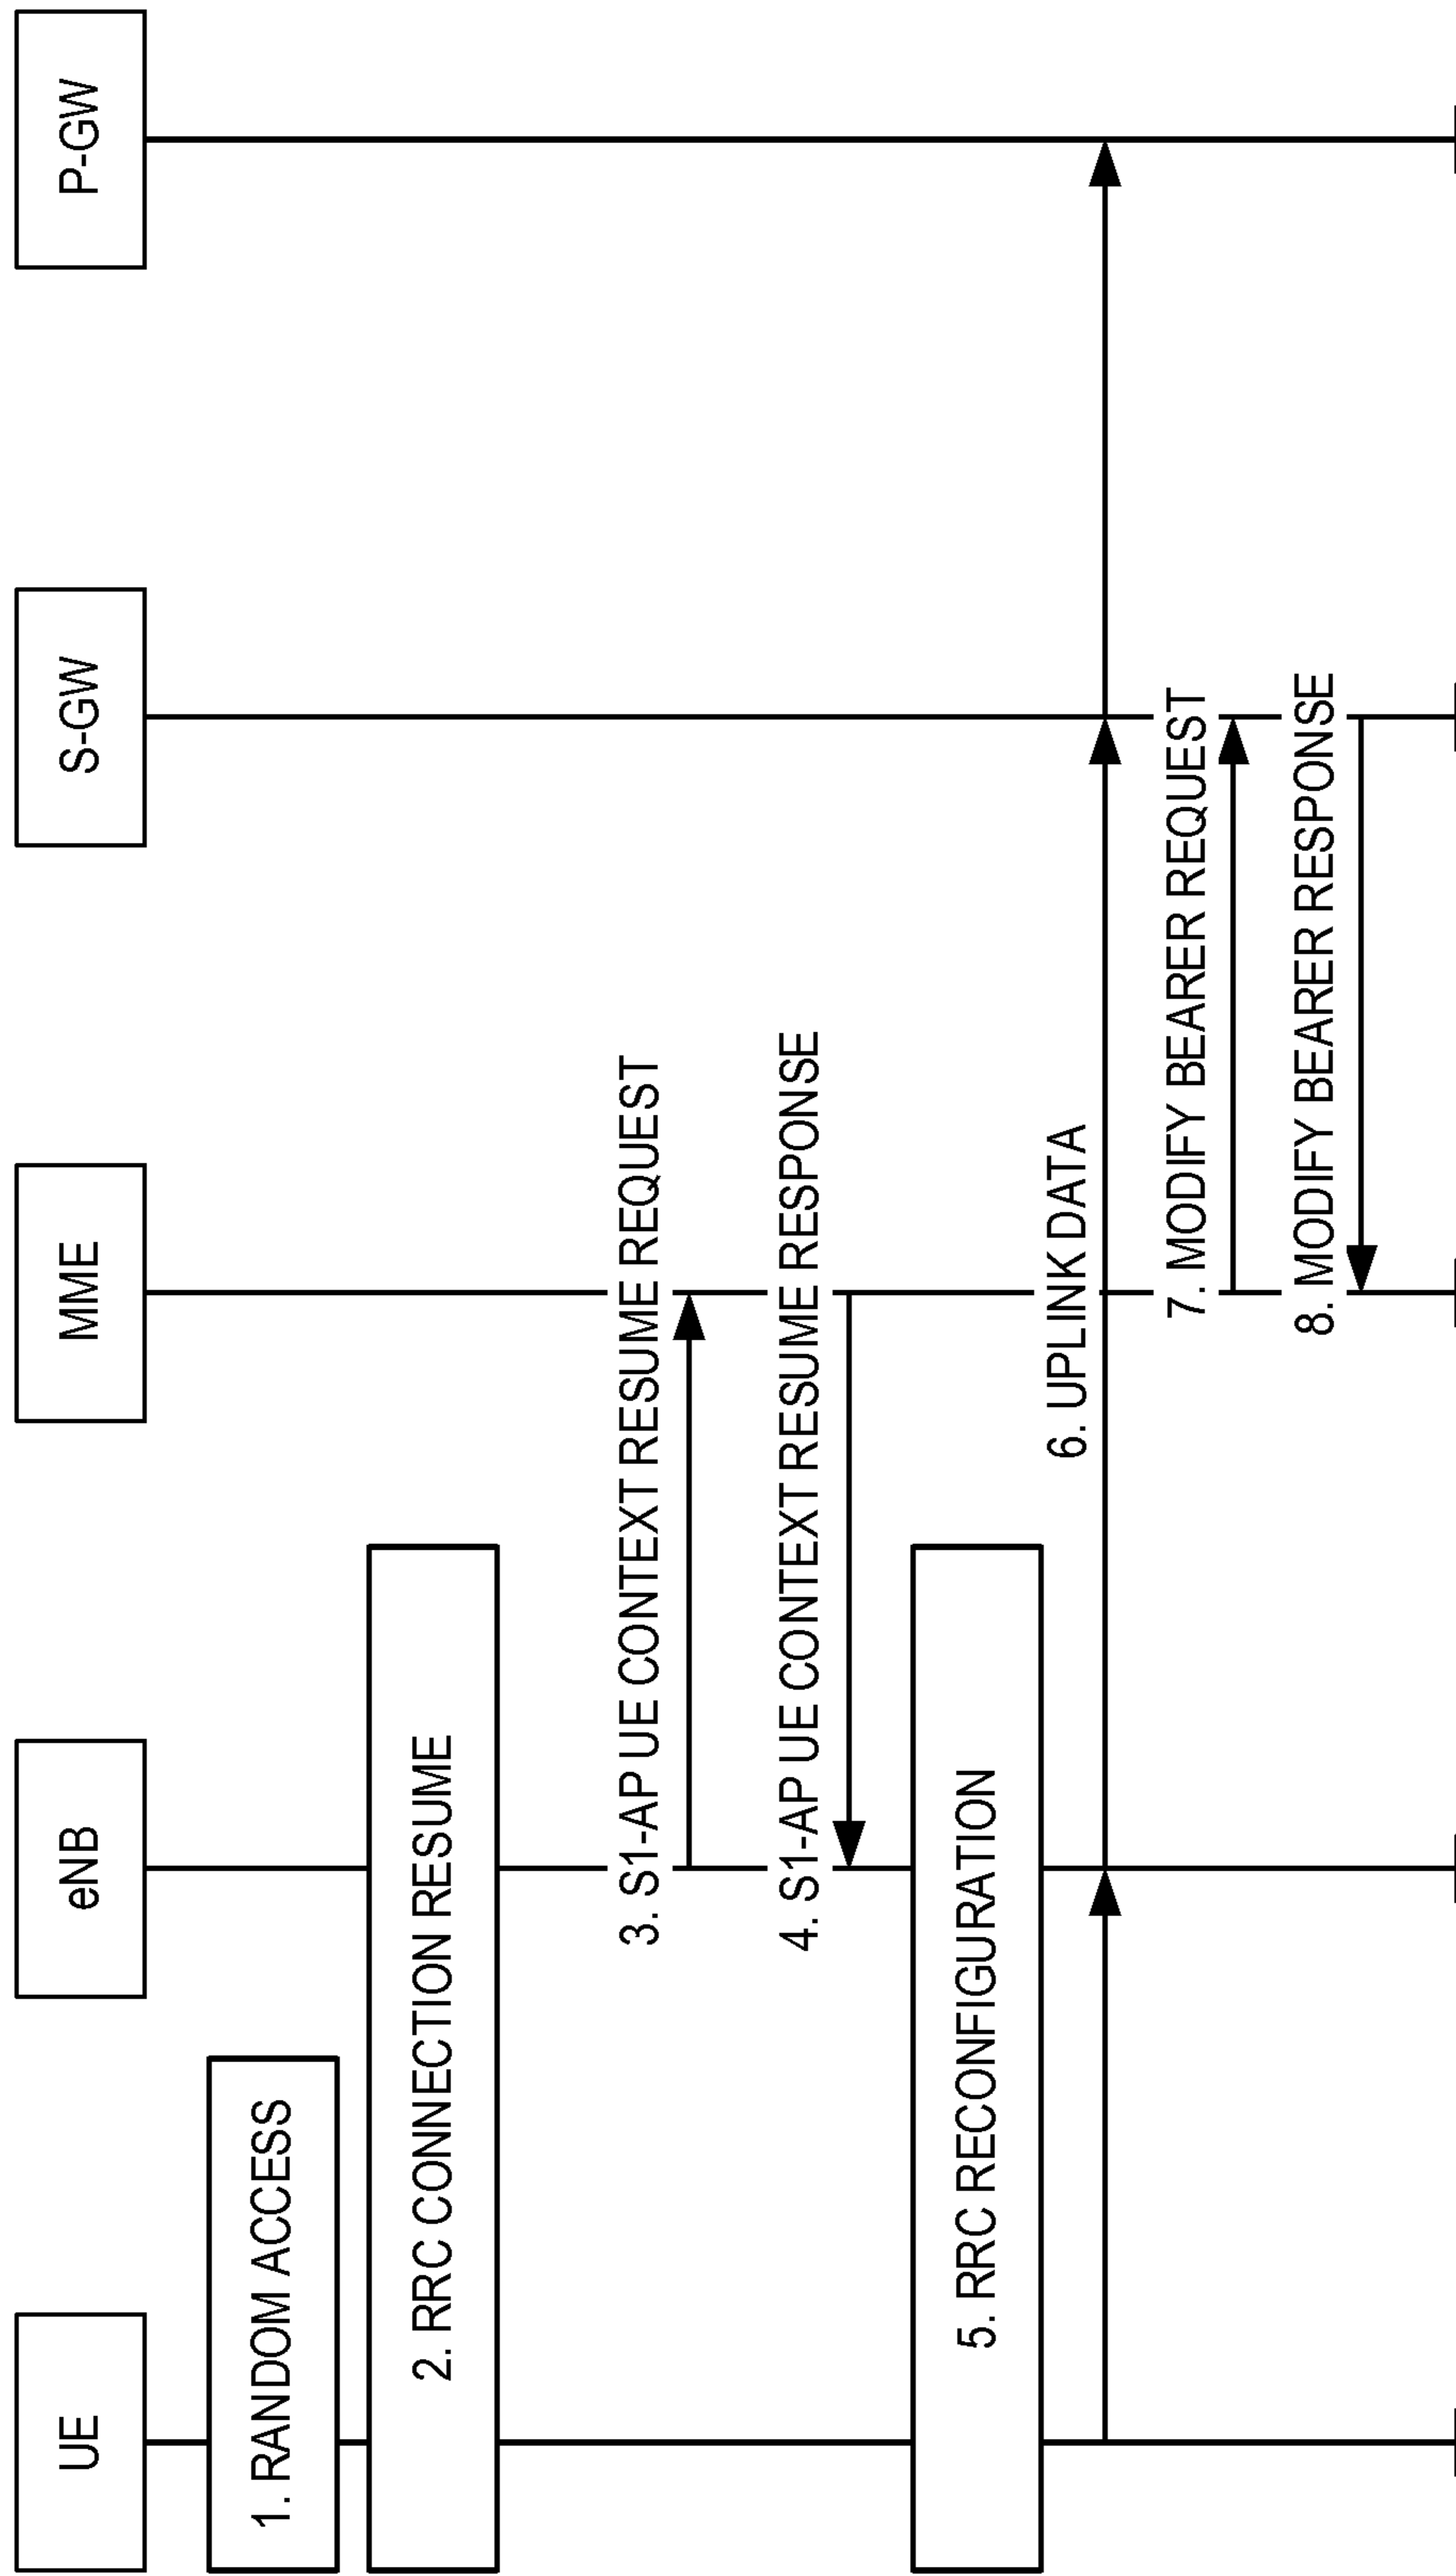 UE
eNB
MME
S-GW
P-GW
1. RANDOM ACCESS
2. RRC CONNECTION RESUME
3. S1-AP UE CONTEXT RESUME REQUEST
4. S1-AP UE CONTEXT RESUME RESPONSE
5. RRC RECONFIGURATION
6. UPLINK DATA
7. MODIFY BEARER REQUEST
8. MODIFY BEARER RESPONSE